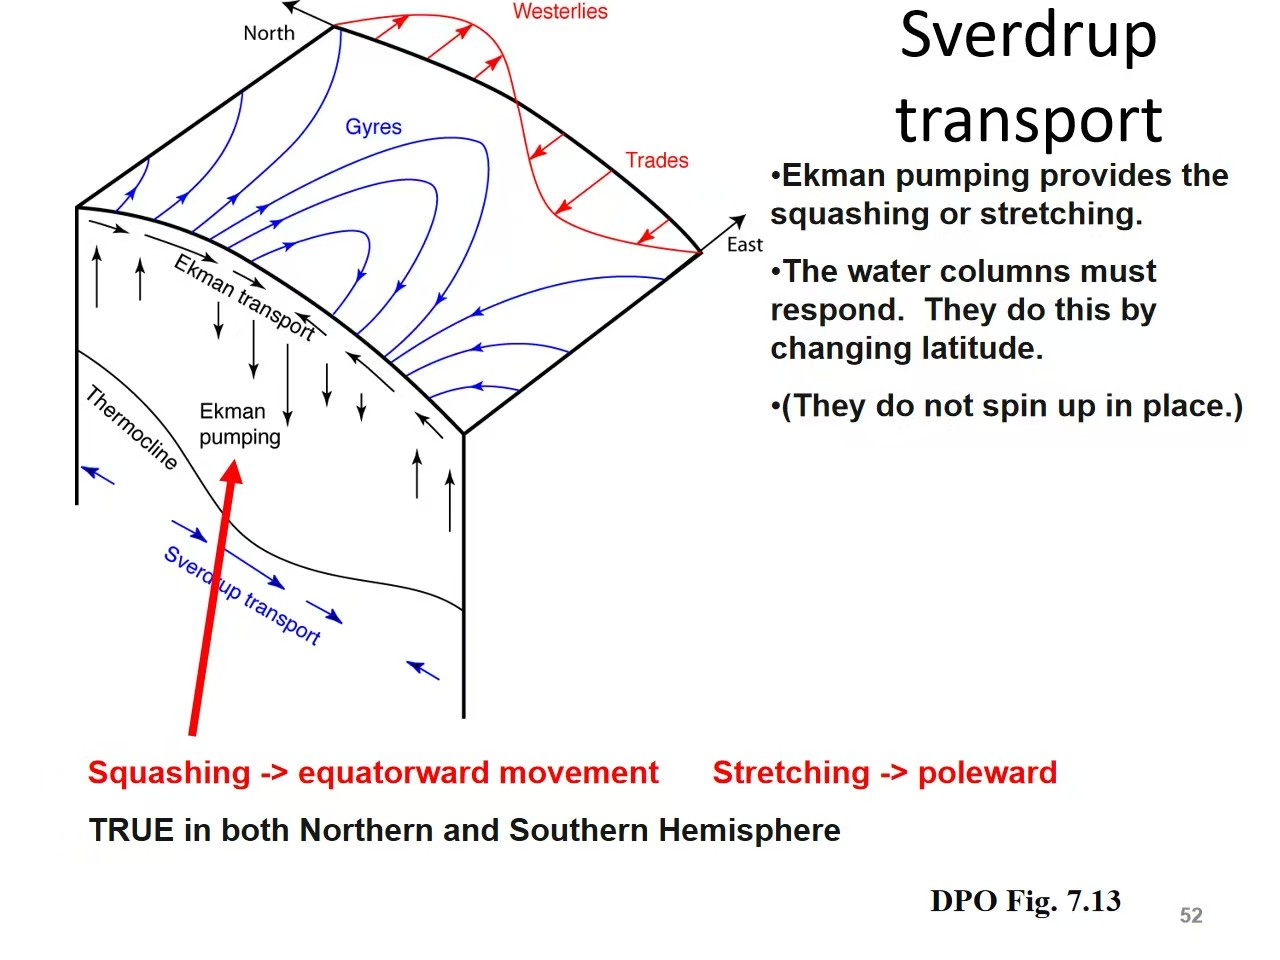 Sverdrup
transport
Westerlies
North
Gyres
Trades
East
Ekman transport
Ekman
pumping
Thermocline
Sverdrup transport
•Ekman pumping provides the
squashing or stretching.
•The water columns must
respond.  They do this by
changing latitude.
•(They do not spin up in place.)
Squashing -> equatorward movement      Stretching -> poleward
TRUE in both Northern and Southern Hemisphere
DPO Fig. 7.13
52